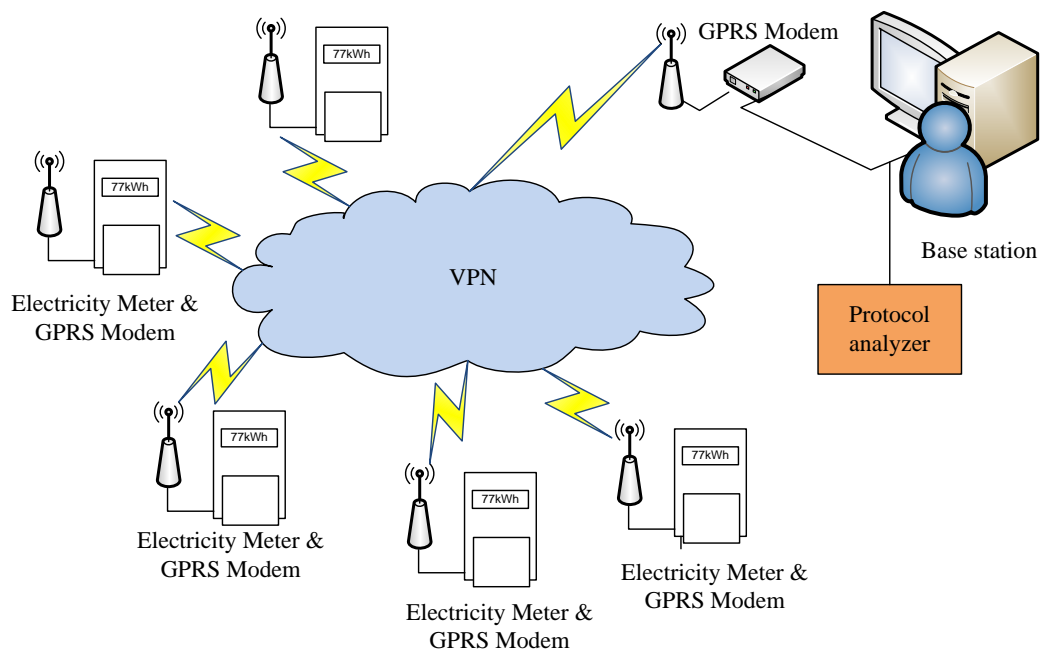 77kWh
GPRS Modem
77kWh
Base station
Electricity Meter &
GPRS Modem
VPN
Protocol
analyzer
77kWh
Electricity Meter &
GPRS Modem
77kWh
Electricity Meter &
GPRS Modem
77kWh
Electricity Meter &
GPRS Modem